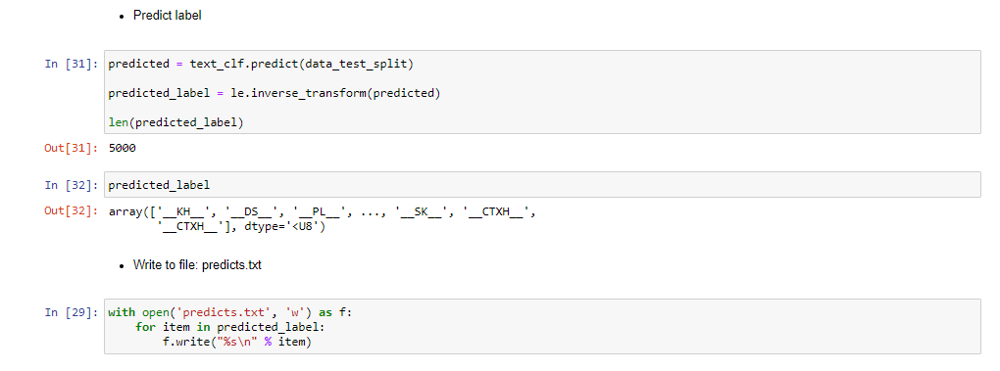 • Predict label
In [31]: predicted = text_clf.predict(data_test_split)
predicted_label = le.inverse_transform(predicted)
len(predicted_label)
Out[31]: 5000
In [32]: predicted_label
Out[32]: array(['__KH__', '__DS__', '__PL__', ..., '__SK__', '__CTXH__',
'__CTXH__'], dtype='<U8')
• Write to file: predicts.txt
In [29]: with open('predicts.txt', 'w') as f:
for item in predicted_label:
f.write("%s\n" % item)